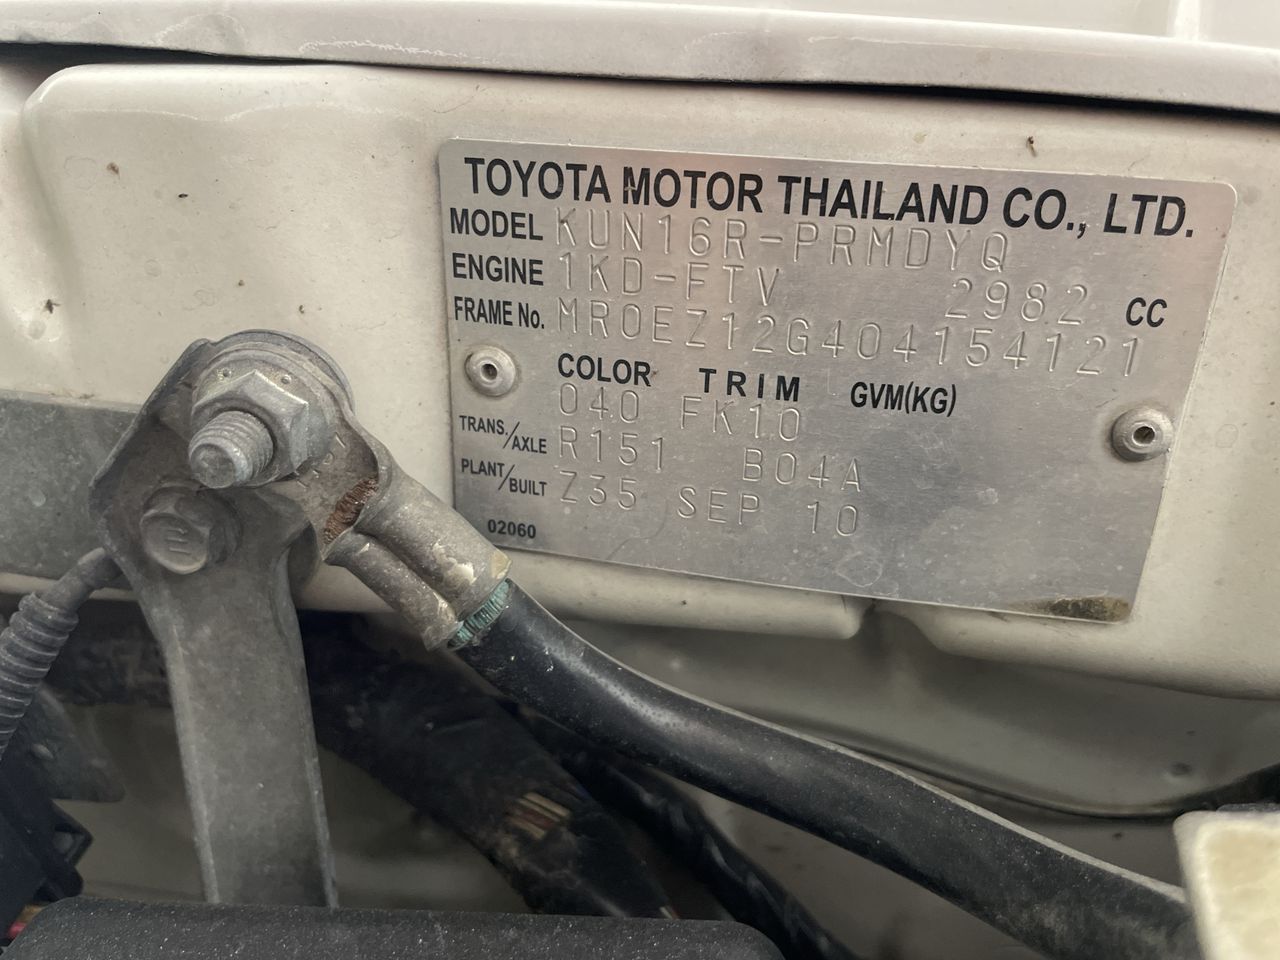 TOYOTA MOTOR THAILAND CO., LTD.
MODEL KUN16R-PRMDYQ
ENGINE 1KD-FTV 2982 CC
FRAME No. MR0EZ12G404154121
COLOR TRIM GVM(KG)
040 FK10
TRANS./AXLE R151 B04A
PLANT/BUILT Z35 SEP 10
02060